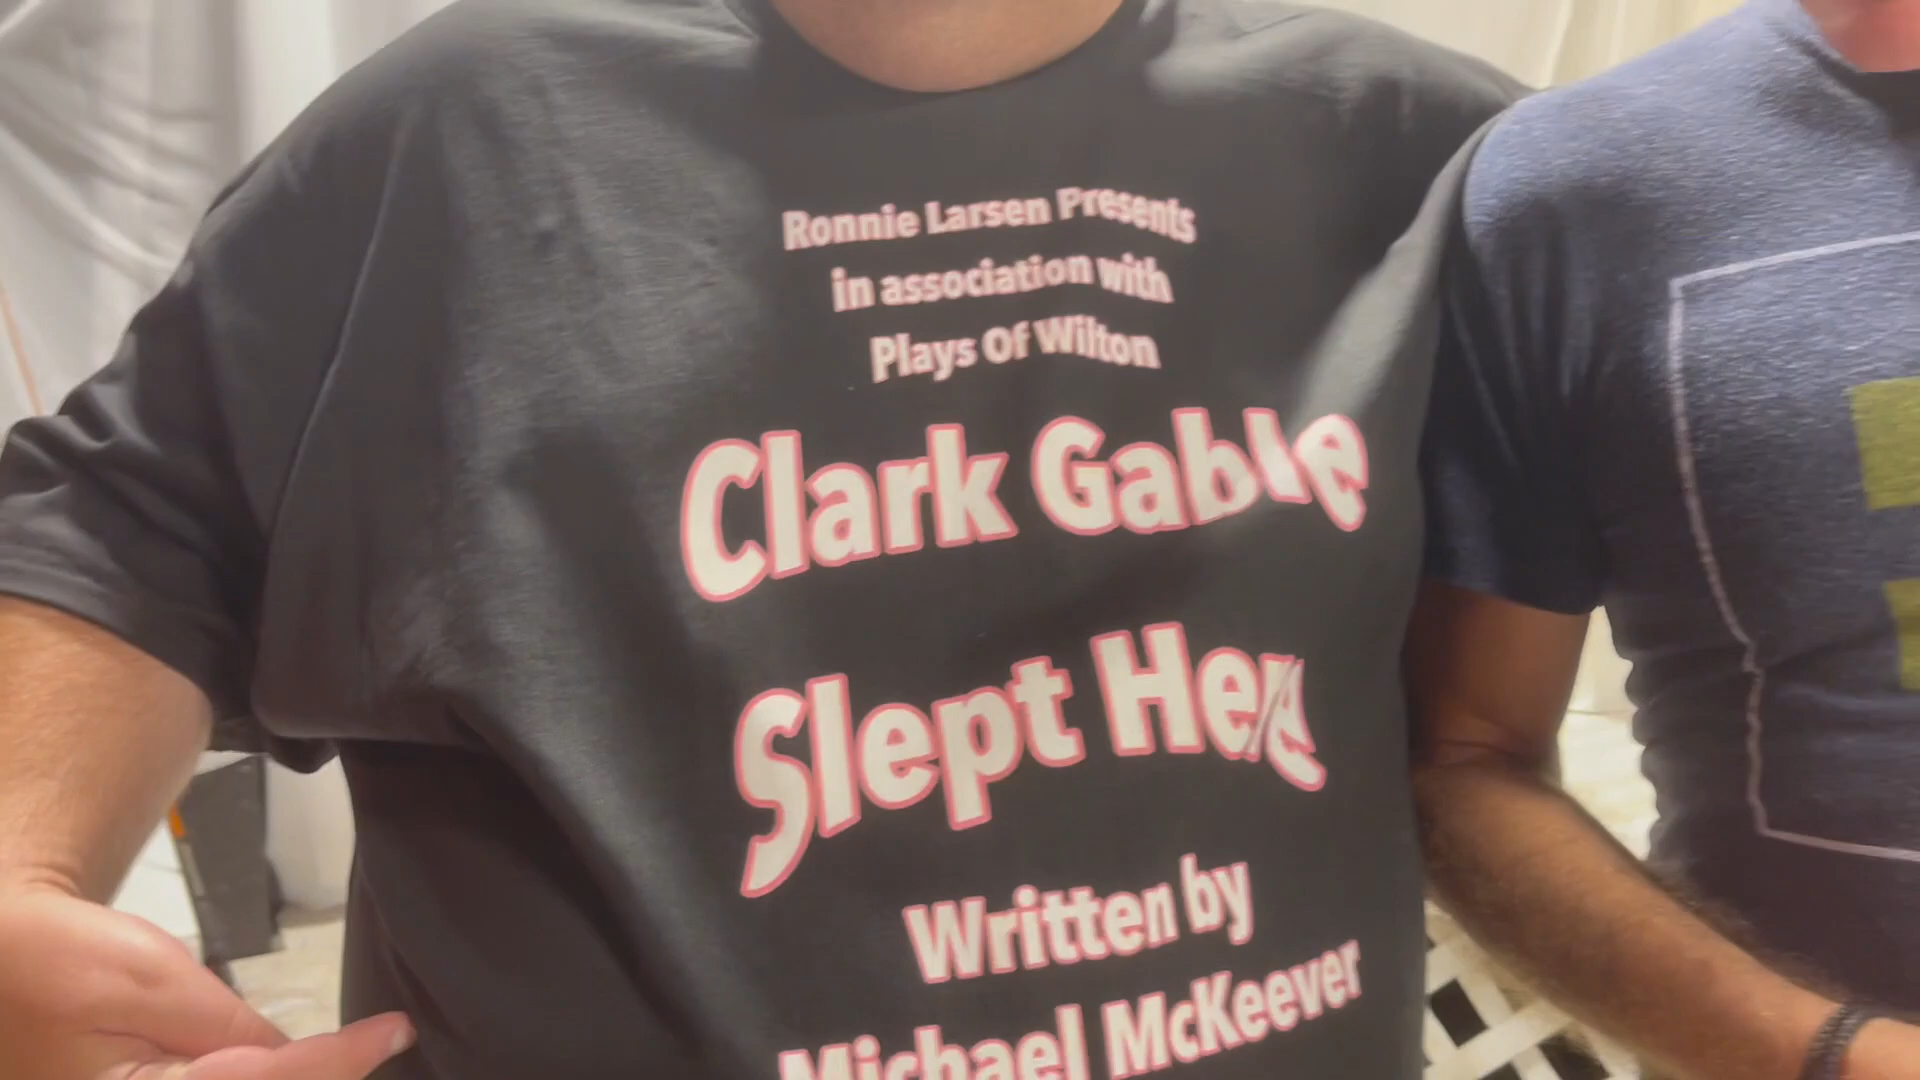 Ronnie Larsen Presents
in association with
Plays Of Wilton
Clark Gable
Slept Here
Written by
Michael McKeever